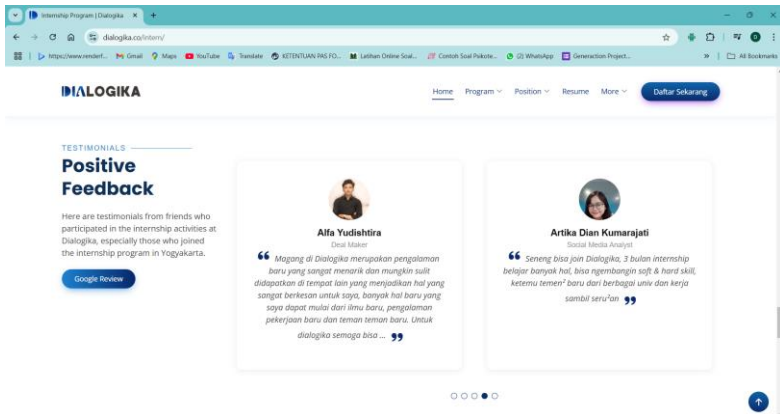 Internship Program | Dialogika
dialogika.co/intern/
https://www.renderf... Gmail Maps YouTube Translate KETENTUAN PAS FO... Latihan Online Soal... Contoh Soal Psikote... (2) WhatsApp Generaction Project... » All Bookmarks
DIALOGIKA
Home Program Position Resume More Daftar Sekarang
TESTIMONIALS
Positive
Feedback
Here are testimonials from friends who
participated in the internship activities at
Dialogika, especially those who joined
the internship program in Yogyakarta.
Google Review
Alfa Yudishtira
Deal Maker
“ Magang di Dialogika merupakan pengalaman
baru yang sangat menarik dan mungkin sulit
didapatkan di tempat lain yang menjadikan hal yang
sangat berkesan untuk saya, banyak hal baru yang
saya dapat mulai dari ilmu baru, pengalaman
pekerjaan baru dan teman teman baru. Untuk
dialogika semoga bisa ... ”
Artika Dian Kumarajati
Social Media Analyst
“ Seneng bisa join Dialogika, 3 bulan internship
belajar banyak hal, bisa ngembangin soft & hard skill,
ketemu temen² baru dari berbagai univ dan kerja
sambil seru²an ”